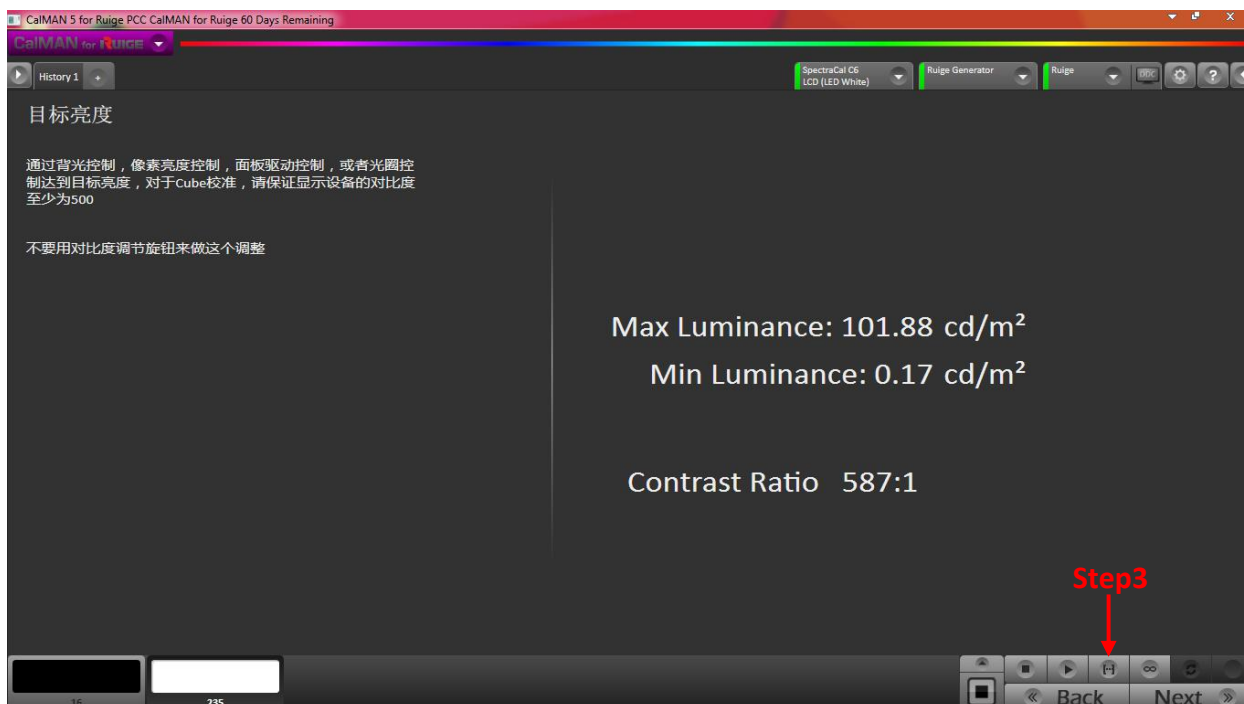 CalMAN 5 for Ruige PCC CalMAN for Ruige 60 Days Remaining
CalMAN for RUIGE
History 1 +
SpectraCal C6
LCD (LED White)
Ruige Generator
Ruige
DDC
?
目标亮度
通过背光控制，像素亮度控制，面板驱动控制，或者光圈控
制达到目标亮度，对于Cube校准，请保证显示设备的对比度
至少为500
不要用对比度调节旋钮来做这个调整
Max Luminance: 101.88 cd/m²
Min Luminance: 0.17 cd/m²
Contrast Ratio 587:1
Step3
16
235
Back
Next